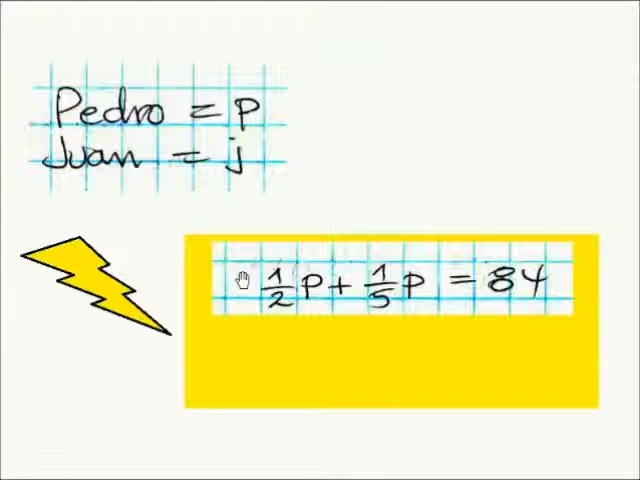 Pedro = p
Juan = j
1/2 p + 1/5 p = 84